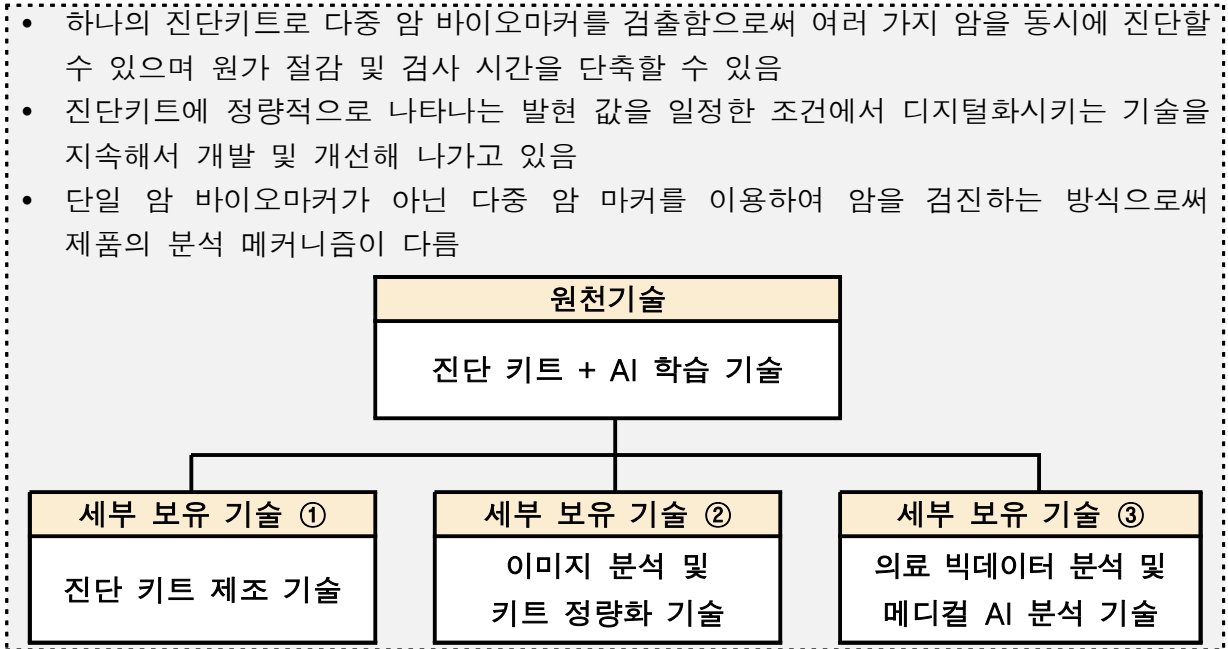 • 하나의 진단키트로 다중 암 바이오마커를 검출함으로써 여러 가지 암을 동시에 진단할
수 있으며 원가 절감 및 검사 시간을 단축할 수 있음
• 진단키트에 정량적으로 나타나는 발현 값을 일정한 조건에서 디지털화시키는 기술을
지속해서 개발 및 개선해 나가고 있음
• 단일 암 바이오마커가 아닌 다중 암 마커를 이용하여 암을 검진하는 방식으로써
제품의 분석 메커니즘이 다름
원천기술
진단 키트 + AI 학습 기술
세부 보유 기술 ①
진단 키트 제조 기술
세부 보유 기술 ②
이미지 분석 및
키트 정량화 기술
세부 보유 기술 ③
의료 빅데이터 분석 및
메디컬 AI 분석 기술